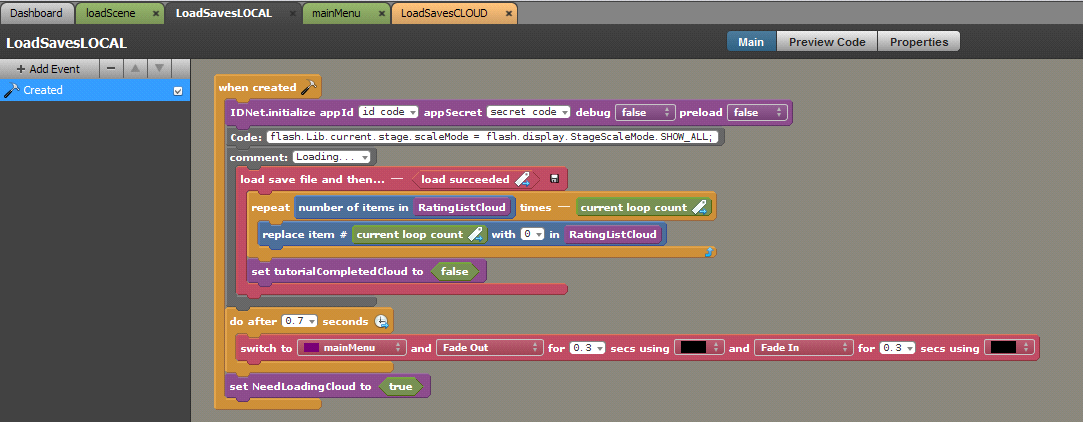 Dashboard loadScene LoadSavesLOCAL mainMenu LoadSavesCLOUD
LoadSavesLOCAL Main Preview Code Properties
+ Add Event
Created
when created
IDNet.initialize appId id code appSecret secret code debug false preload false
Code: flash.Lib.current.stage.scaleMode = flash.display.StageScaleMode.SHOW_ALL;
comment: Loading...
load save file and then... — load succeeded
repeat number of items in RatingListCloud times — current loop count
replace item # current loop count with 0 in RatingListCloud
set tutorialCompletedCloud to false
do after 0.7 seconds
switch to mainMenu and Fade Out for 0.3 secs using and Fade In for 0.3 secs using
set NeedLoadingCloud to true